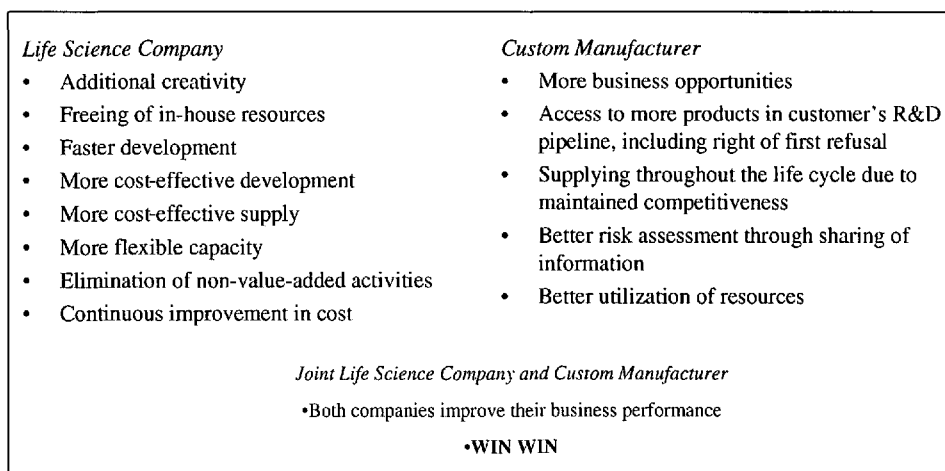 Life Science Company
• Additional creativity
• Freeing of in-house resources
• Faster development
• More cost-effective development
• More cost-effective supply
• More flexible capacity
• Elimination of non-value-added activities
• Continuous improvement in cost
Custom Manufacturer
• More business opportunities
• Access to more products in customer's R&D
pipeline, including right of first refusal
• Supplying throughout the life cycle due to
maintained competitiveness
• Better risk assessment through sharing of
information
• Better utilization of resources
Joint Life Science Company and Custom Manufacturer
•Both companies improve their business performance
•WIN WIN